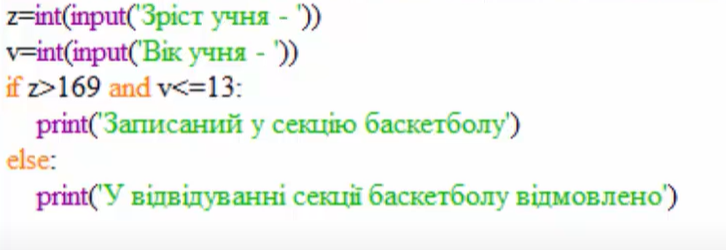 z=int(input('Зріст учня - '))
v=int(input('Вік учня - '))
if z>169 and v<=13:
    print('Записаний у секцію баскетболу')
else:
    print('У відвідуванні секції баскетболу відмовлено')